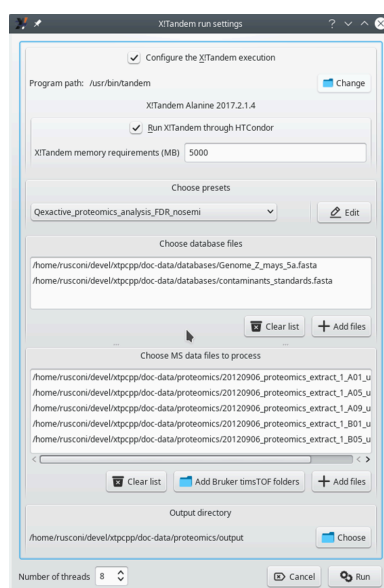 X!Tandem run settings
Configure the X!Tandem execution
Program path: /usr/bin/tandem
Change
X!Tandem Alanine 2017.2.1.4
Run X!Tandem through HTCondor
X!Tandem memory requirements (MB) 5000
Choose presets
Qexactive_proteomics_analysis_FDR_nosemi
Edit
Choose database files
/home/rusconi/devel/xtpcpp/doc-data/databases/Genome_Z_mays_5a.fasta
/home/rusconi/devel/xtpcpp/doc-data/databases/contaminants_standards.fasta
Clear list
Add files
Choose MS data files to process
/home/rusconi/devel/xtpcpp/doc-data/proteomics/20120906_proteomics_extract_1_A01_u
/home/rusconi/devel/xtpcpp/doc-data/proteomics/20120906_proteomics_extract_1_A05_u
/home/rusconi/devel/xtpcpp/doc-data/proteomics/20120906_proteomics_extract_1_A09_u
/home/rusconi/devel/xtpcpp/doc-data/proteomics/20120906_proteomics_extract_1_B01_u
/home/rusconi/devel/xtpcpp/doc-data/proteomics/20120906_proteomics_extract_1_B05_u
Clear list
Add Bruker timsTOF folders
Add files
Output directory
/home/rusconi/devel/xtpcpp/doc-data/proteomics/output
Choose
Number of threads 8
Cancel
Run